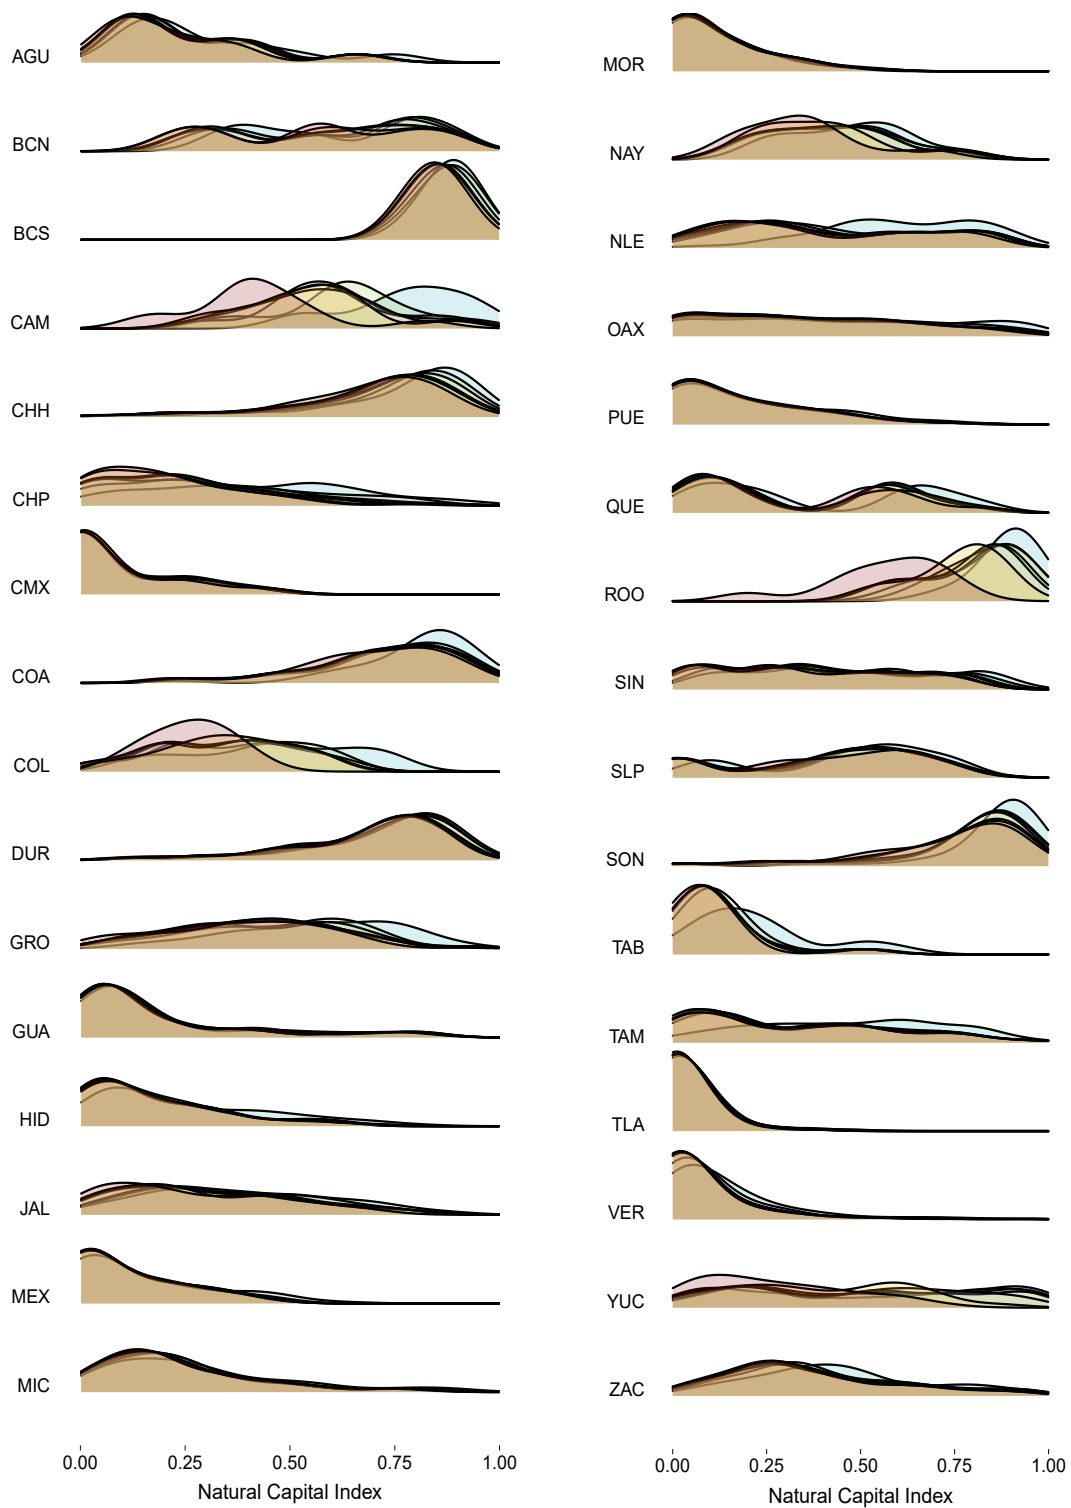 AGU
BCN
BCS
CAM
CHH
CHP
CMX
COA
COL
DUR
GRO
GUA
HID
JAL
MEX
MIC
0.00 0.25 0.50 0.75 1.00
Natural Capital Index
MOR
NAY
NLE
OAX
PUE
QUE
ROO
SIN
SLP
SON
TAB
TAM
TLA
VER
YUC
ZAC
0.00 0.25 0.50 0.75 1.00
Natural Capital Index